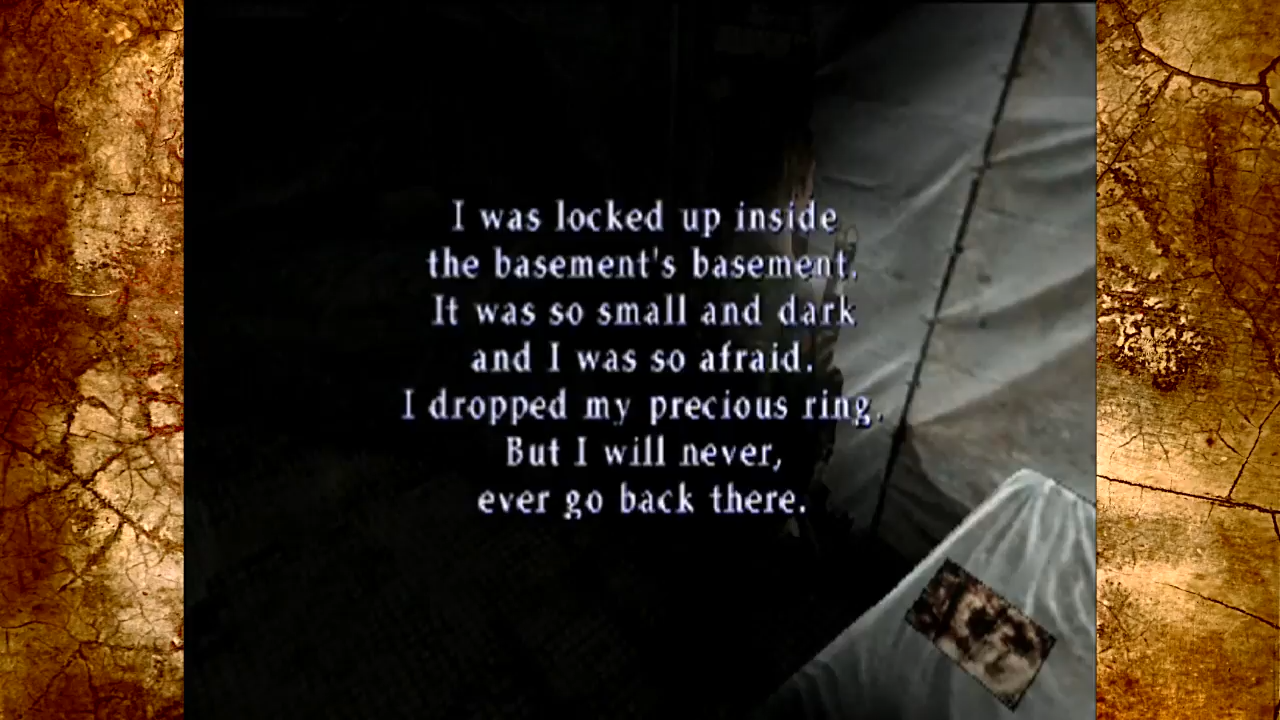 I was locked up inside
the basement's basement.
It was so small and dark
and I was so afraid.
I dropped my precious ring.
But I will never,
ever go back there.